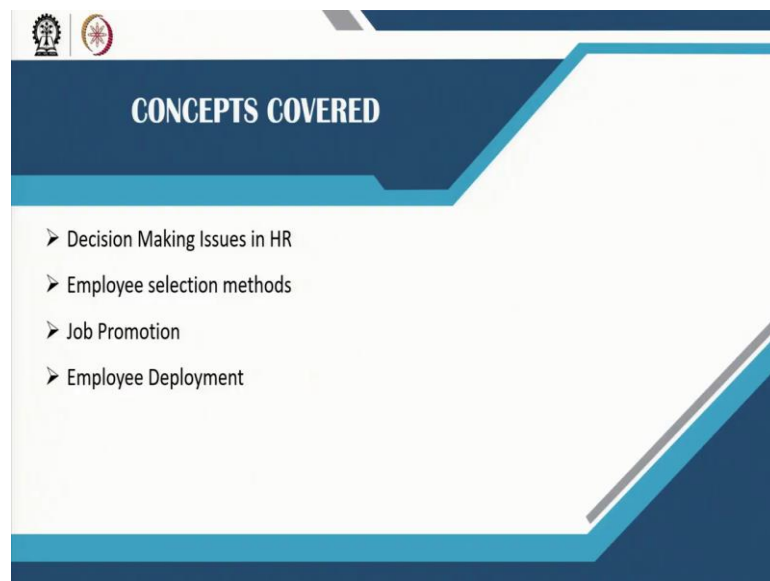 CONCEPTS COVERED
➤ Decision Making Issues in HR
➤ Employee selection methods
➤ Job Promotion
➤ Employee Deployment